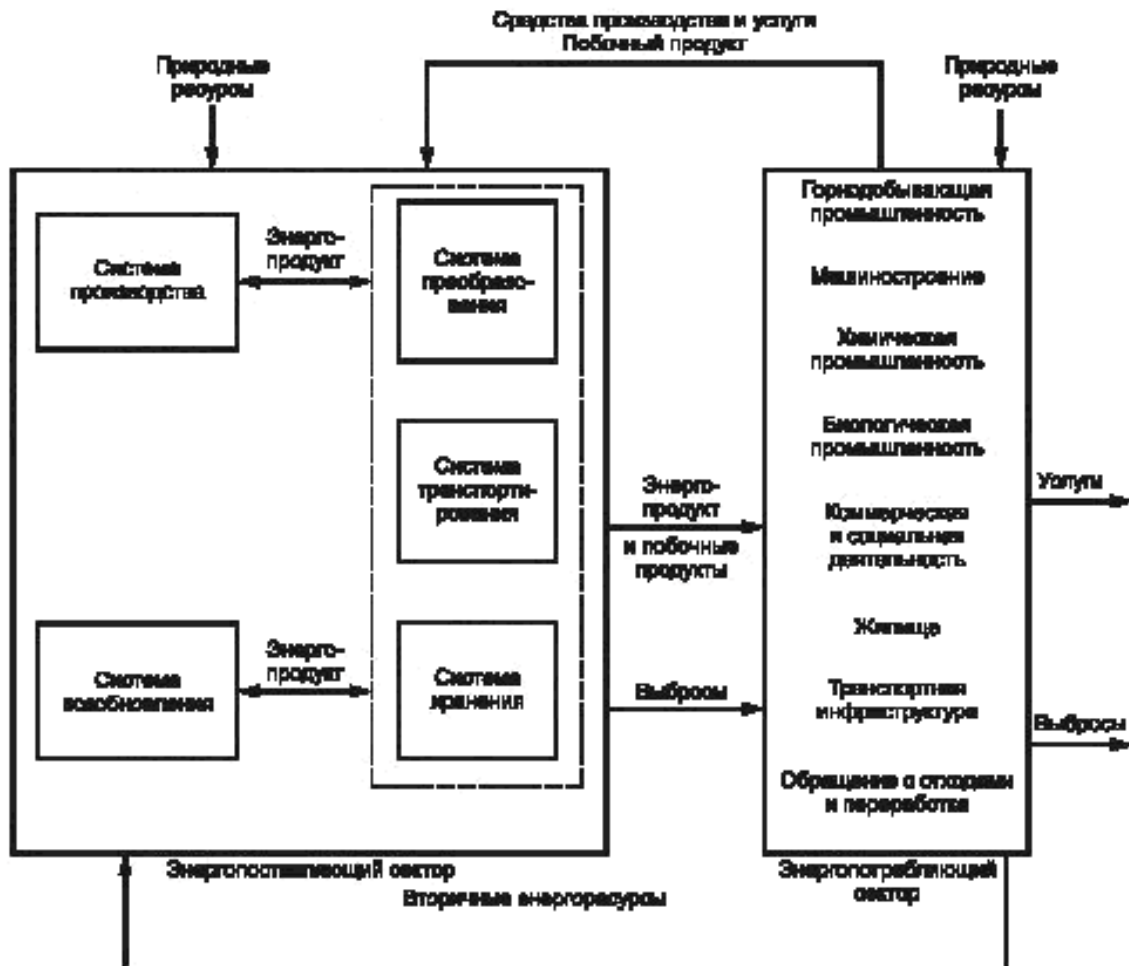 Средства производства и услуги
Побочный продукт
Природные
ресурсы
Природные
ресурсы
Система
производства
Энерго-
продукт
Система
преобразо-
вания
Система
транспорти-
рования
Система
возобновления
Энерго-
продукт
Система
хранения
Энерго-
продукт
и побочные
продукты
Выбросы
Горнодобывающая
промышленность
Машиностроение
Химическая
промышленность
Биологическая
промышленность
Коммерческая
и социальная
деятельность
Жилище
Транспортная
инфраструктура
Обращение с отходами
и переработка
Услуги
Выбросы
Энергопоставляющий сектор
Энергопотребляющий
сектор
Вторичные энергоресурсы